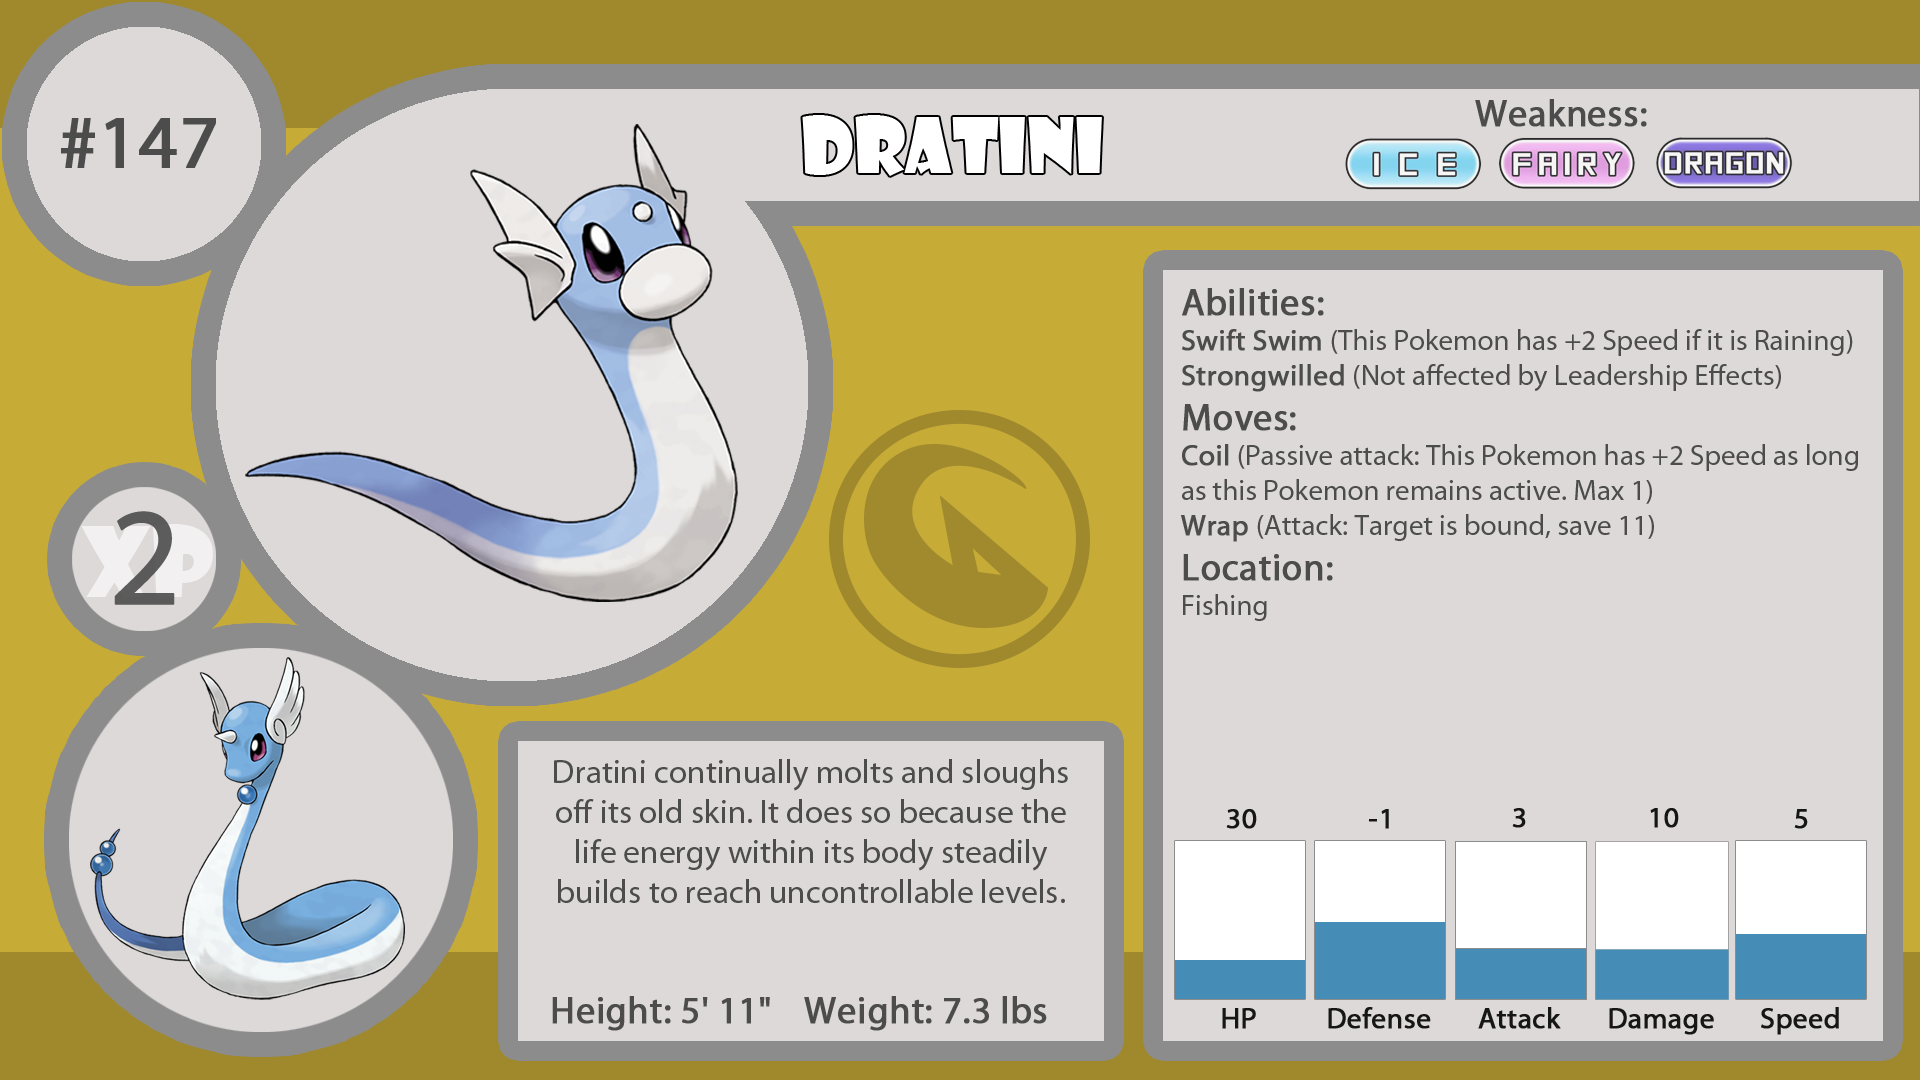 #147
DRATINI
Weakness:
ICE FAIRY DRAGON
XP
2
Abilities:
Swift Swim (This Pokemon has +2 Speed if it is Raining)
Strongwilled (Not affected by Leadership Effects)
Moves:
Coil (Passive attack: This Pokemon has +2 Speed as long
as this Pokemon remains active. Max 1)
Wrap (Attack: Target is bound, save 11)
Location:
Fishing
Dratini continually molts and sloughs
off its old skin. It does so because the
life energy within its body steadily
builds to reach uncontrollable levels.
Height: 5' 11" Weight: 7.3 lbs
30 -1 3 10 5
HP Defense Attack Damage Speed